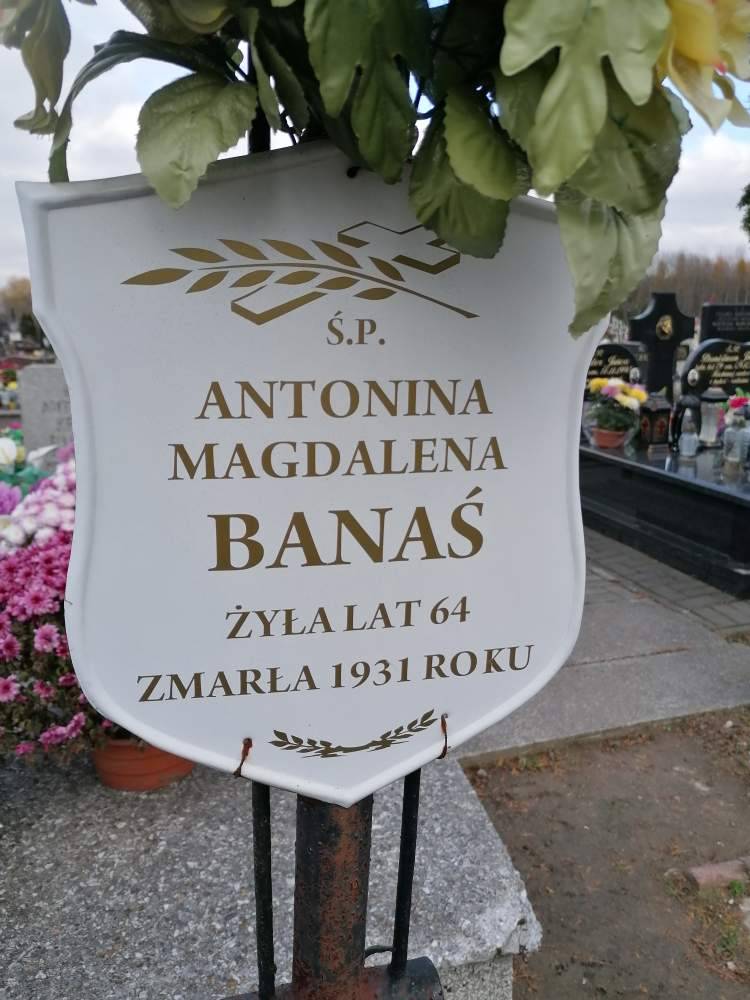 Ś.P.
ANTONINA
MAGDALENA
BANAŚ
ŻYŁA LAT 64
ZMARŁA 1931 ROKU